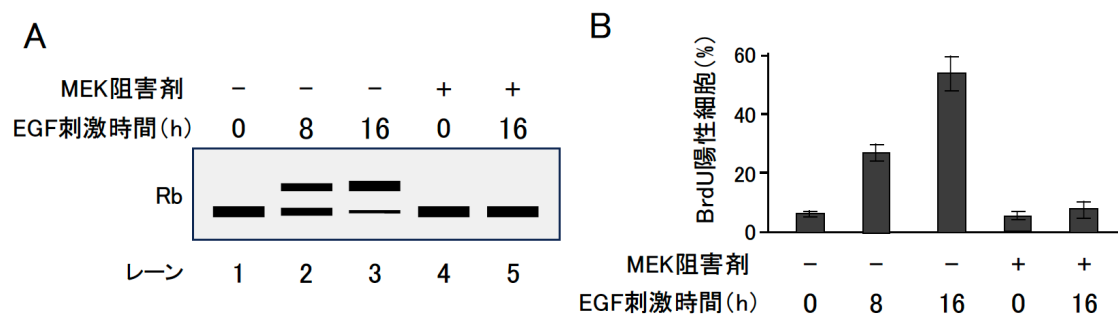 A
MEK阻害剤 − − − + +
EGF刺激時間(h) 0 8 16 0 16
Rb
レーン 1 2 3 4 5
B
BrdU陽性細胞(%)
60
40
20
0
MEK阻害剤 − − − + +
EGF刺激時間(h) 0 8 16 0 16